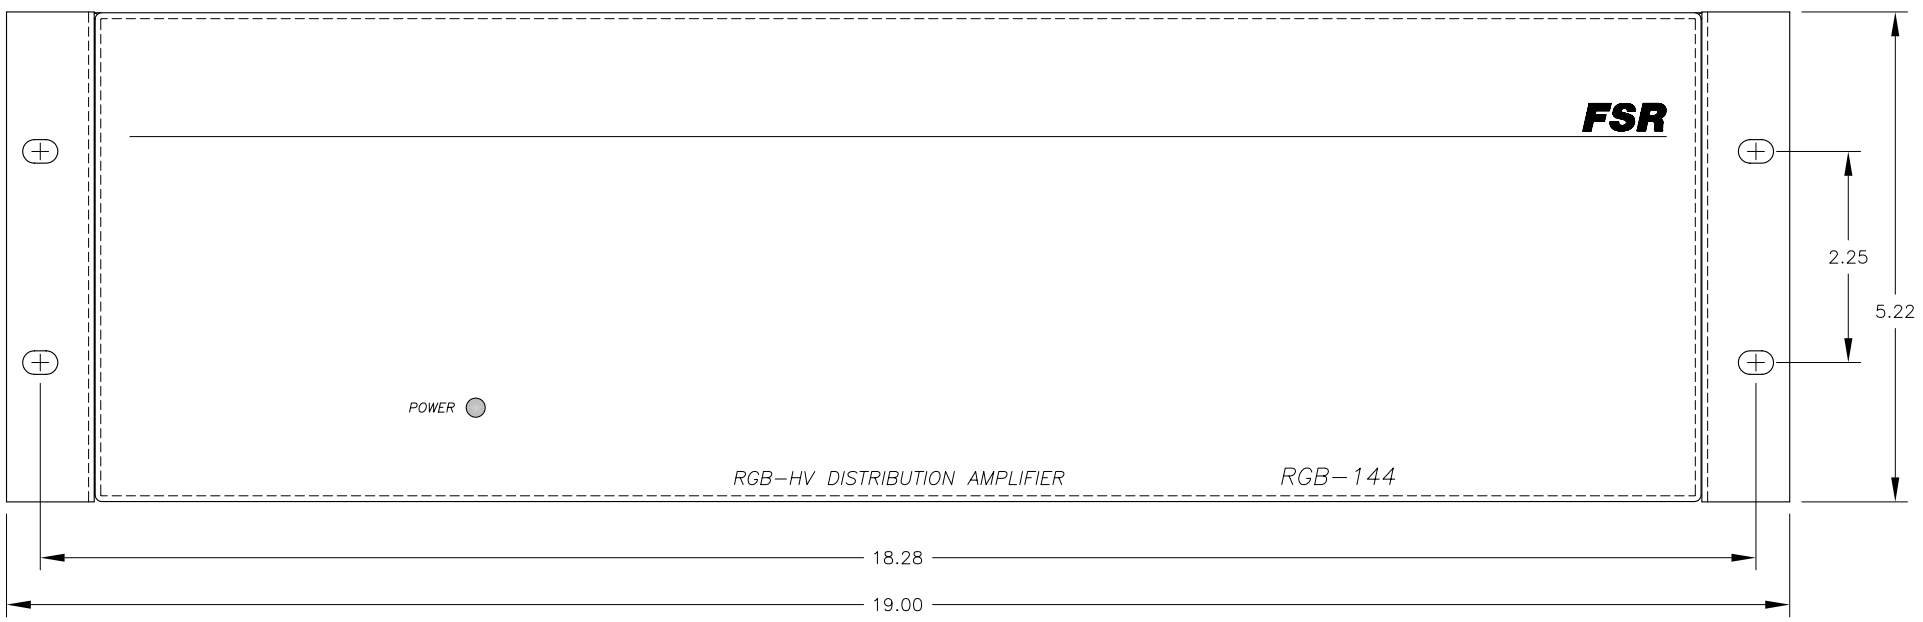 FSR
2.25
5.22
POWER
RGB-HV DISTRIBUTION AMPLIFIER
RGB-144
18.28
19.00